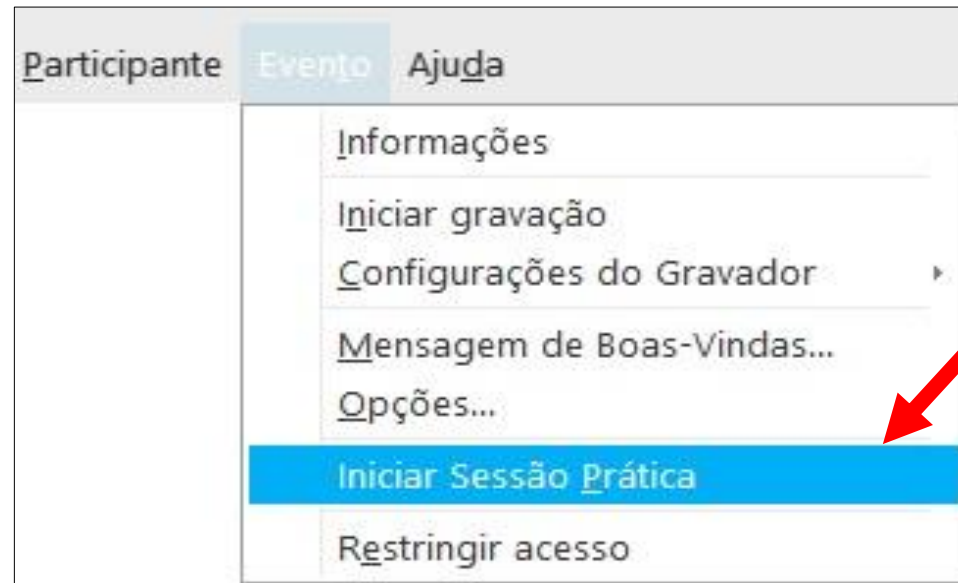 Participante Evento Ajuda
Informações
Iniciar gravação
Configurações do Gravador
Mensagem de Boas-Vindas...
Opções...
Iniciar Sessão Prática
Restringir acesso